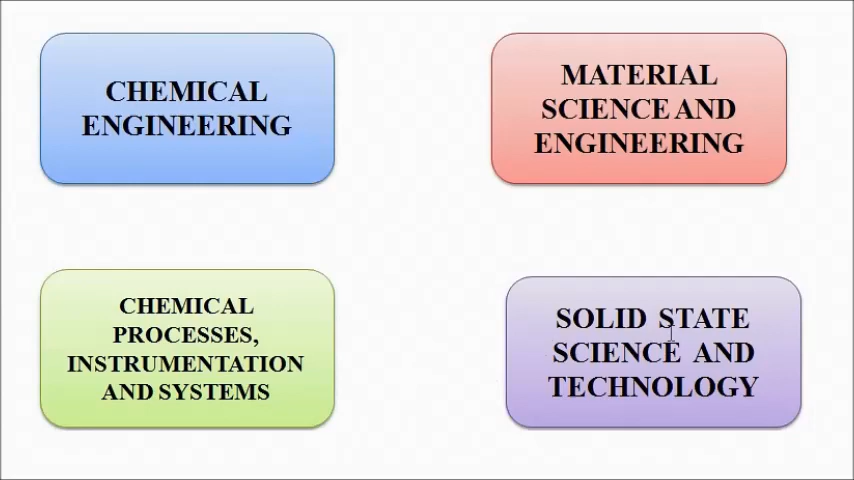 CHEMICAL
ENGINEERING
MATERIAL
SCIENCE AND
ENGINEERING
CHEMICAL
PROCESSES,
INSTRUMENTATION
AND SYSTEMS
SOLID STATE
SCIENCE AND
TECHNOLOGY